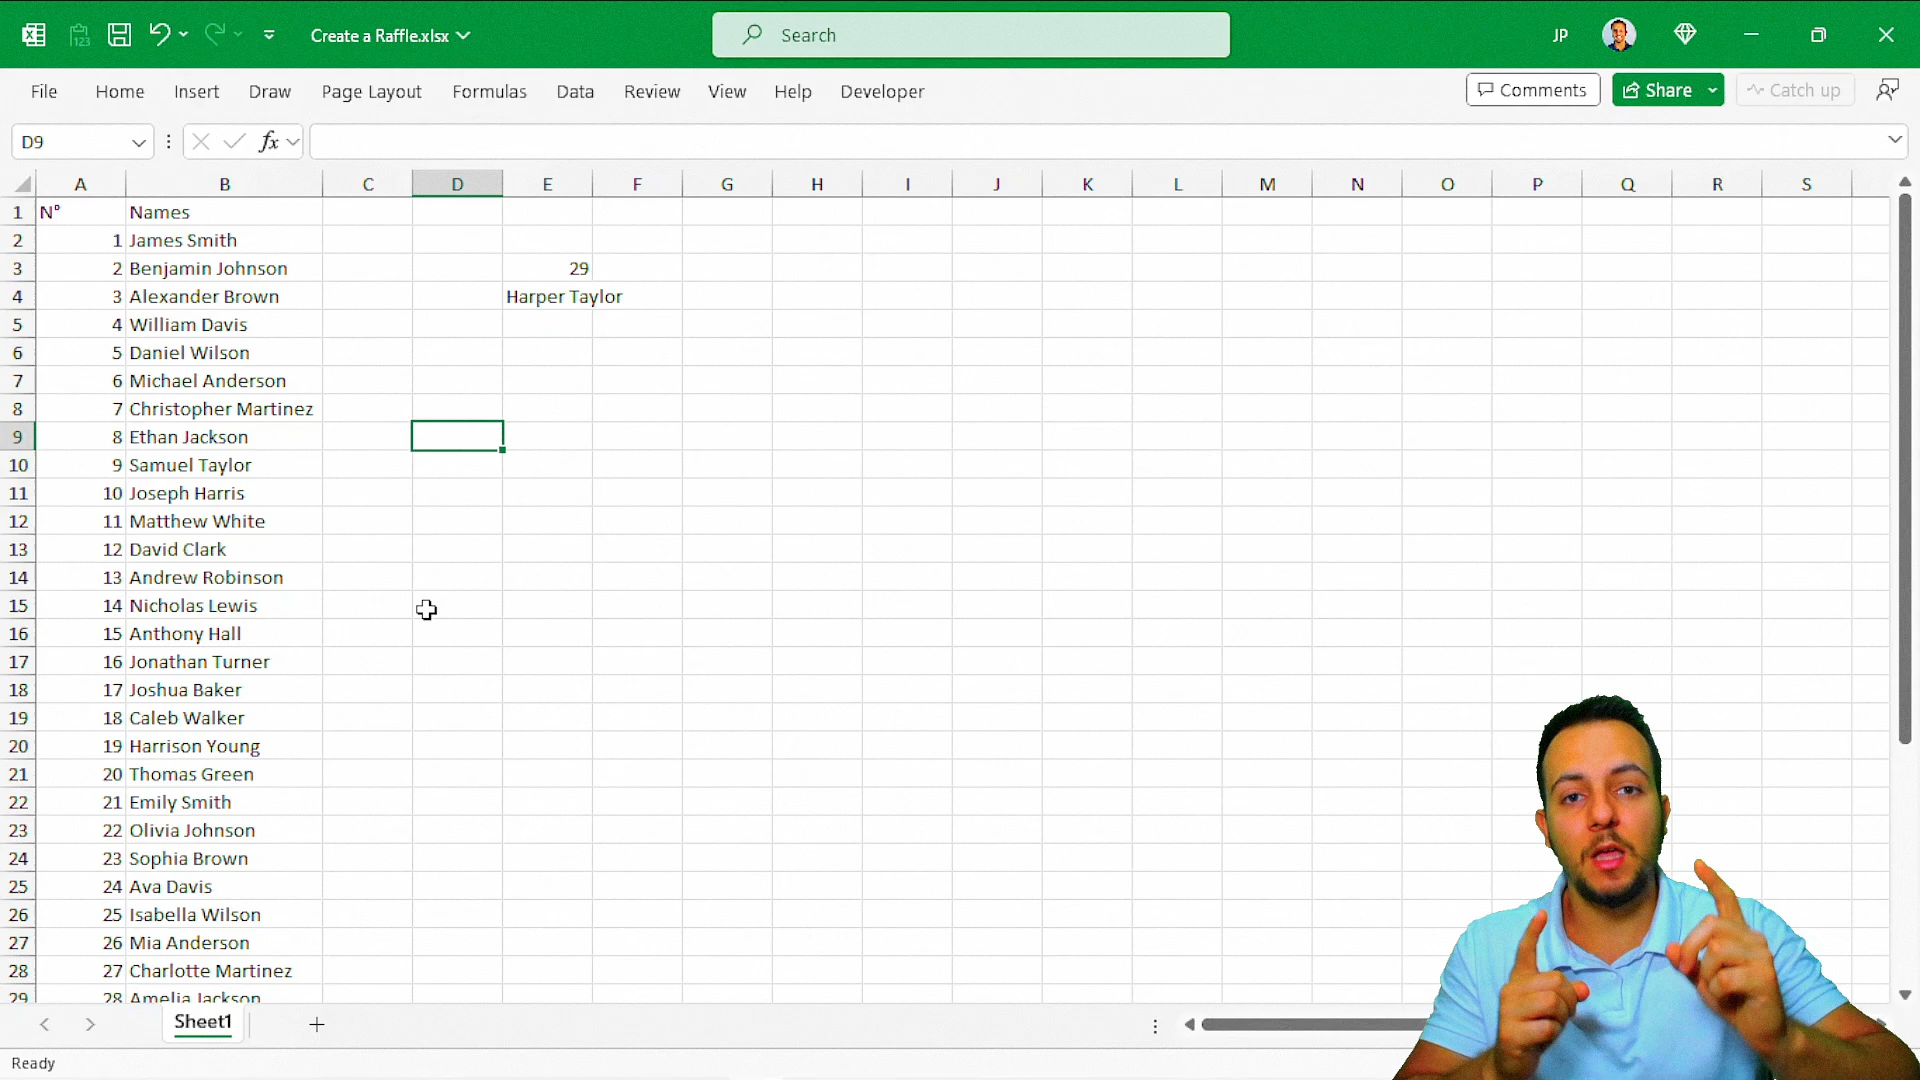 Create a Raffle.xlsx
Search
JP
File Home Insert Draw Page Layout Formulas Data Review View Help Developer
Comments Share Catch up
D9
fx
A B C D E F G H I J K L M N O P Q R S
1 N° Names
2 1 James Smith
3 2 Benjamin Johnson 29
4 3 Alexander Brown Harper Taylor
5 4 William Davis
6 5 Daniel Wilson
7 6 Michael Anderson
8 7 Christopher Martinez
9 8 Ethan Jackson
10 9 Samuel Taylor
11 10 Joseph Harris
12 11 Matthew White
13 12 David Clark
14 13 Andrew Robinson
15 14 Nicholas Lewis
16 15 Anthony Hall
17 16 Jonathan Turner
18 17 Joshua Baker
19 18 Caleb Walker
20 19 Harrison Young
21 20 Thomas Green
22 21 Emily Smith
23 22 Olivia Johnson
24 23 Sophia Brown
25 24 Ava Davis
26 25 Isabella Wilson
27 26 Mia Anderson
28 27 Charlotte Martinez
29 28 Amelia Jackson
Sheet1
Ready